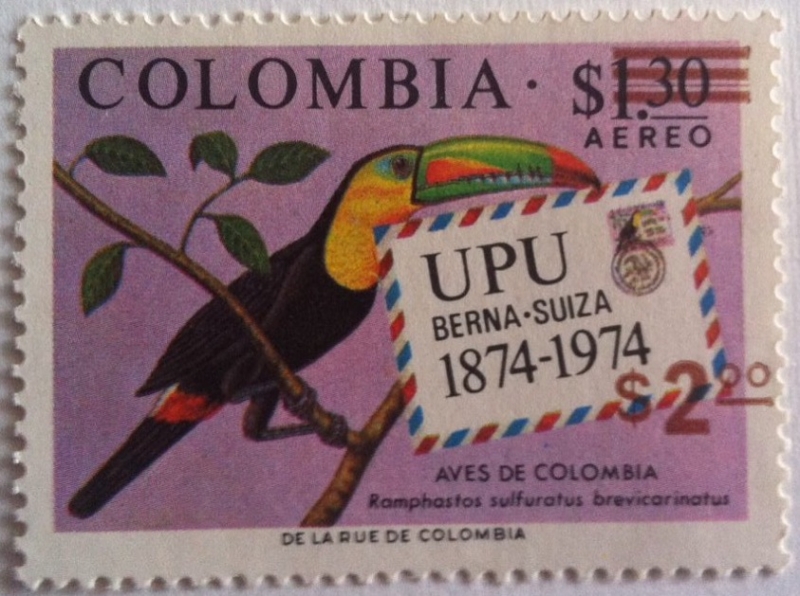 COLOMBIA · $1.30
AEREO
UPU
BERNA·SUIZA
1874-1974
$2.00
AVES DE COLOMBIA
Ramphastos sulfuratus brevicarinatus
DE LA RUE DE COLOMBIA